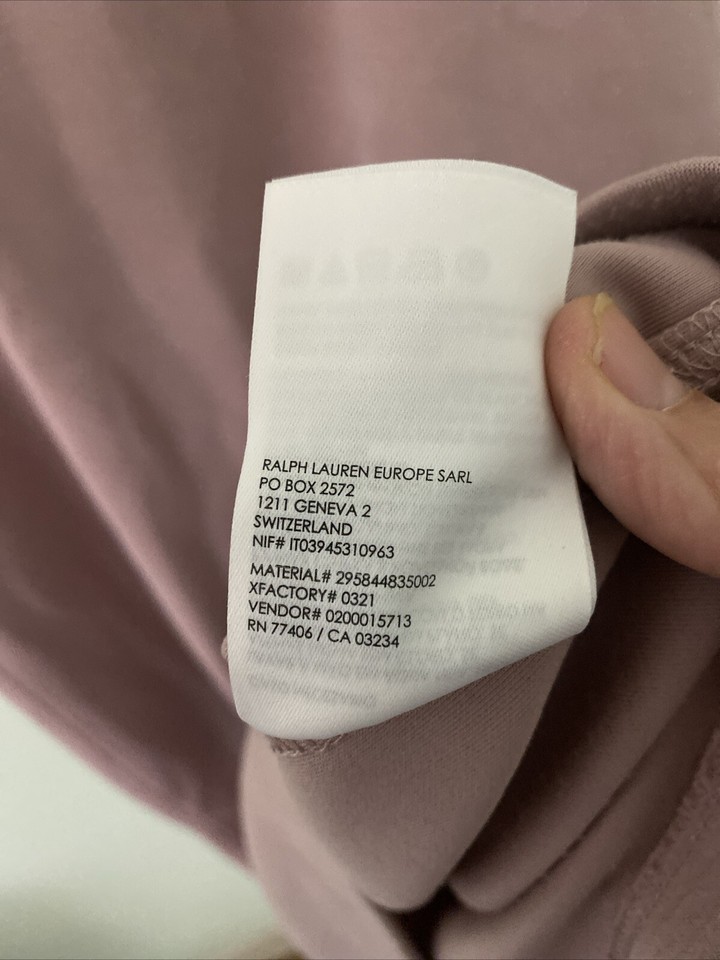 RALPH LAUREN EUROPE SARL
PO BOX 2572
1211 GENEVA 2
SWITZERLAND
NIF# IT03945310963
MATERIAL# 295844835002
XFACTORY# 0321
VENDOR# 0200015713
RN 77406 / CA 03234